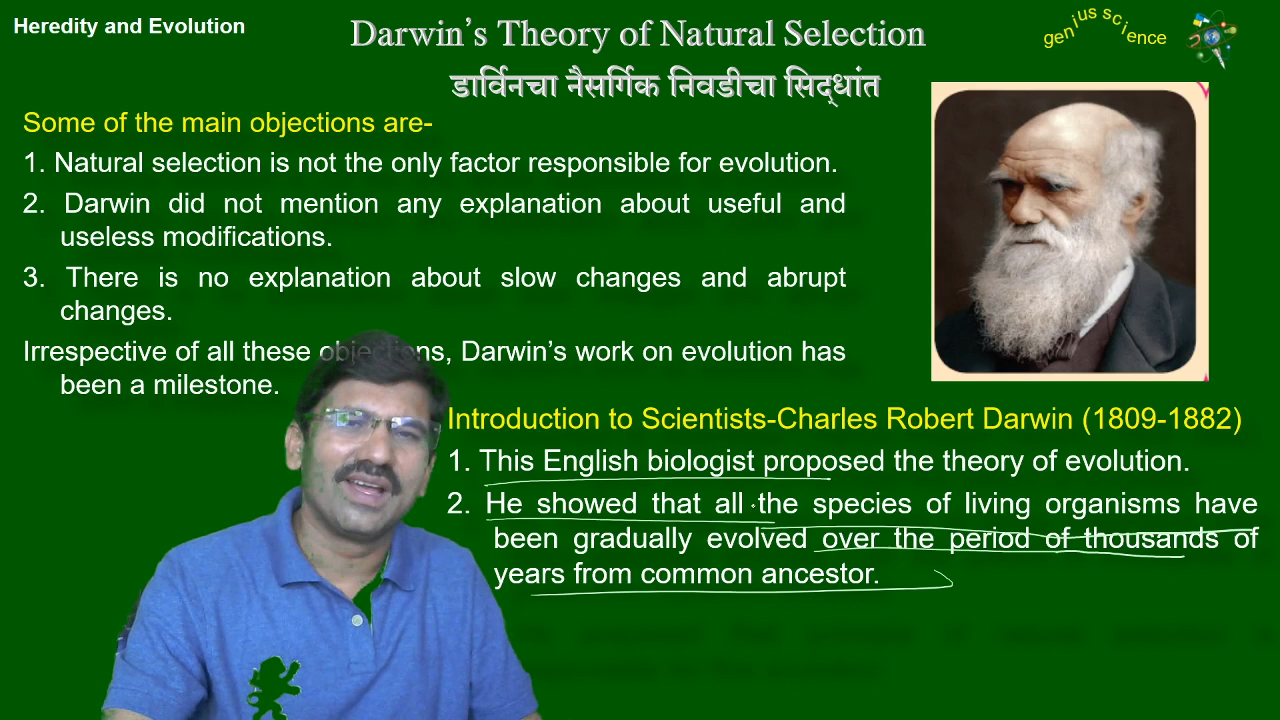 Heredity and Evolution
Darwin's Theory of Natural Selection
genius science
डार्विनचा नैसर्गिक निवडीचा सिद्धांत
Some of the main objections are-
1. Natural selection is not the only factor responsible for evolution.
2. Darwin did not mention any explanation about useful and
useless modifications.
3. There is no explanation about slow changes and abrupt
changes.
Irrespective of all these objections, Darwin's work on evolution has
been a milestone.
Introduction to Scientists-Charles Robert Darwin (1809-1882)
1. This English biologist proposed the theory of evolution.
2. He showed that all the species of living organisms have
been gradually evolved over the period of thousands of
years from common ancestor.